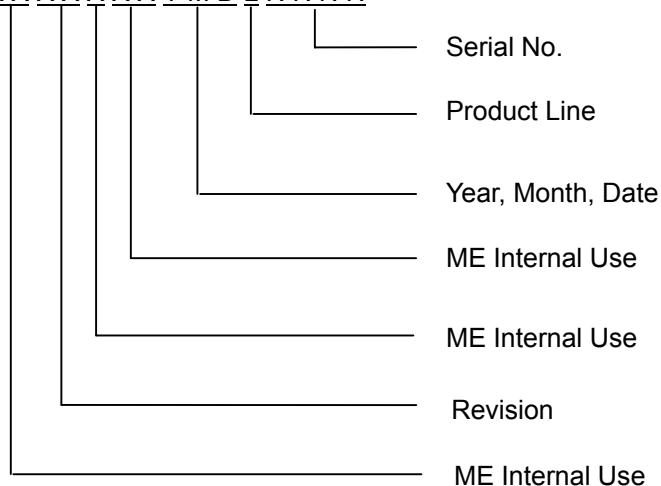 Serial No.
Product Line
Year, Month, Date
ME Internal Use
ME Internal Use
Revision
ME Internal Use